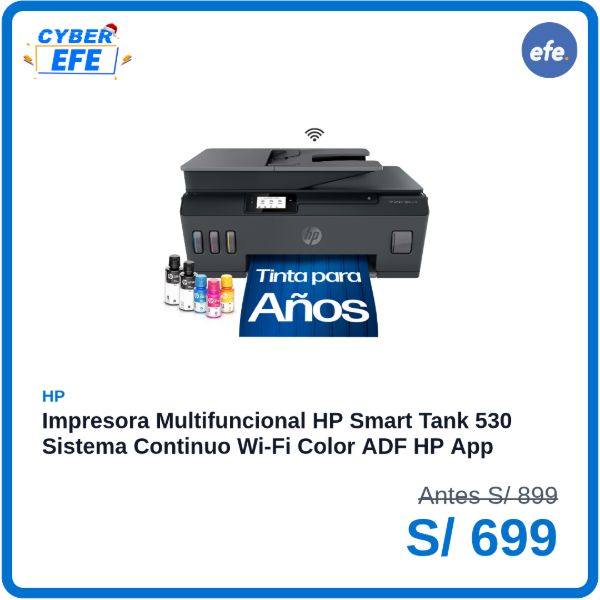 CYBER
EFE
efe.
hp
Tinta para
Años
HP
Impresora Multifuncional HP Smart Tank 530
Sistema Continuo Wi-Fi Color ADF HP App
Antes S/ 899
S/ 699